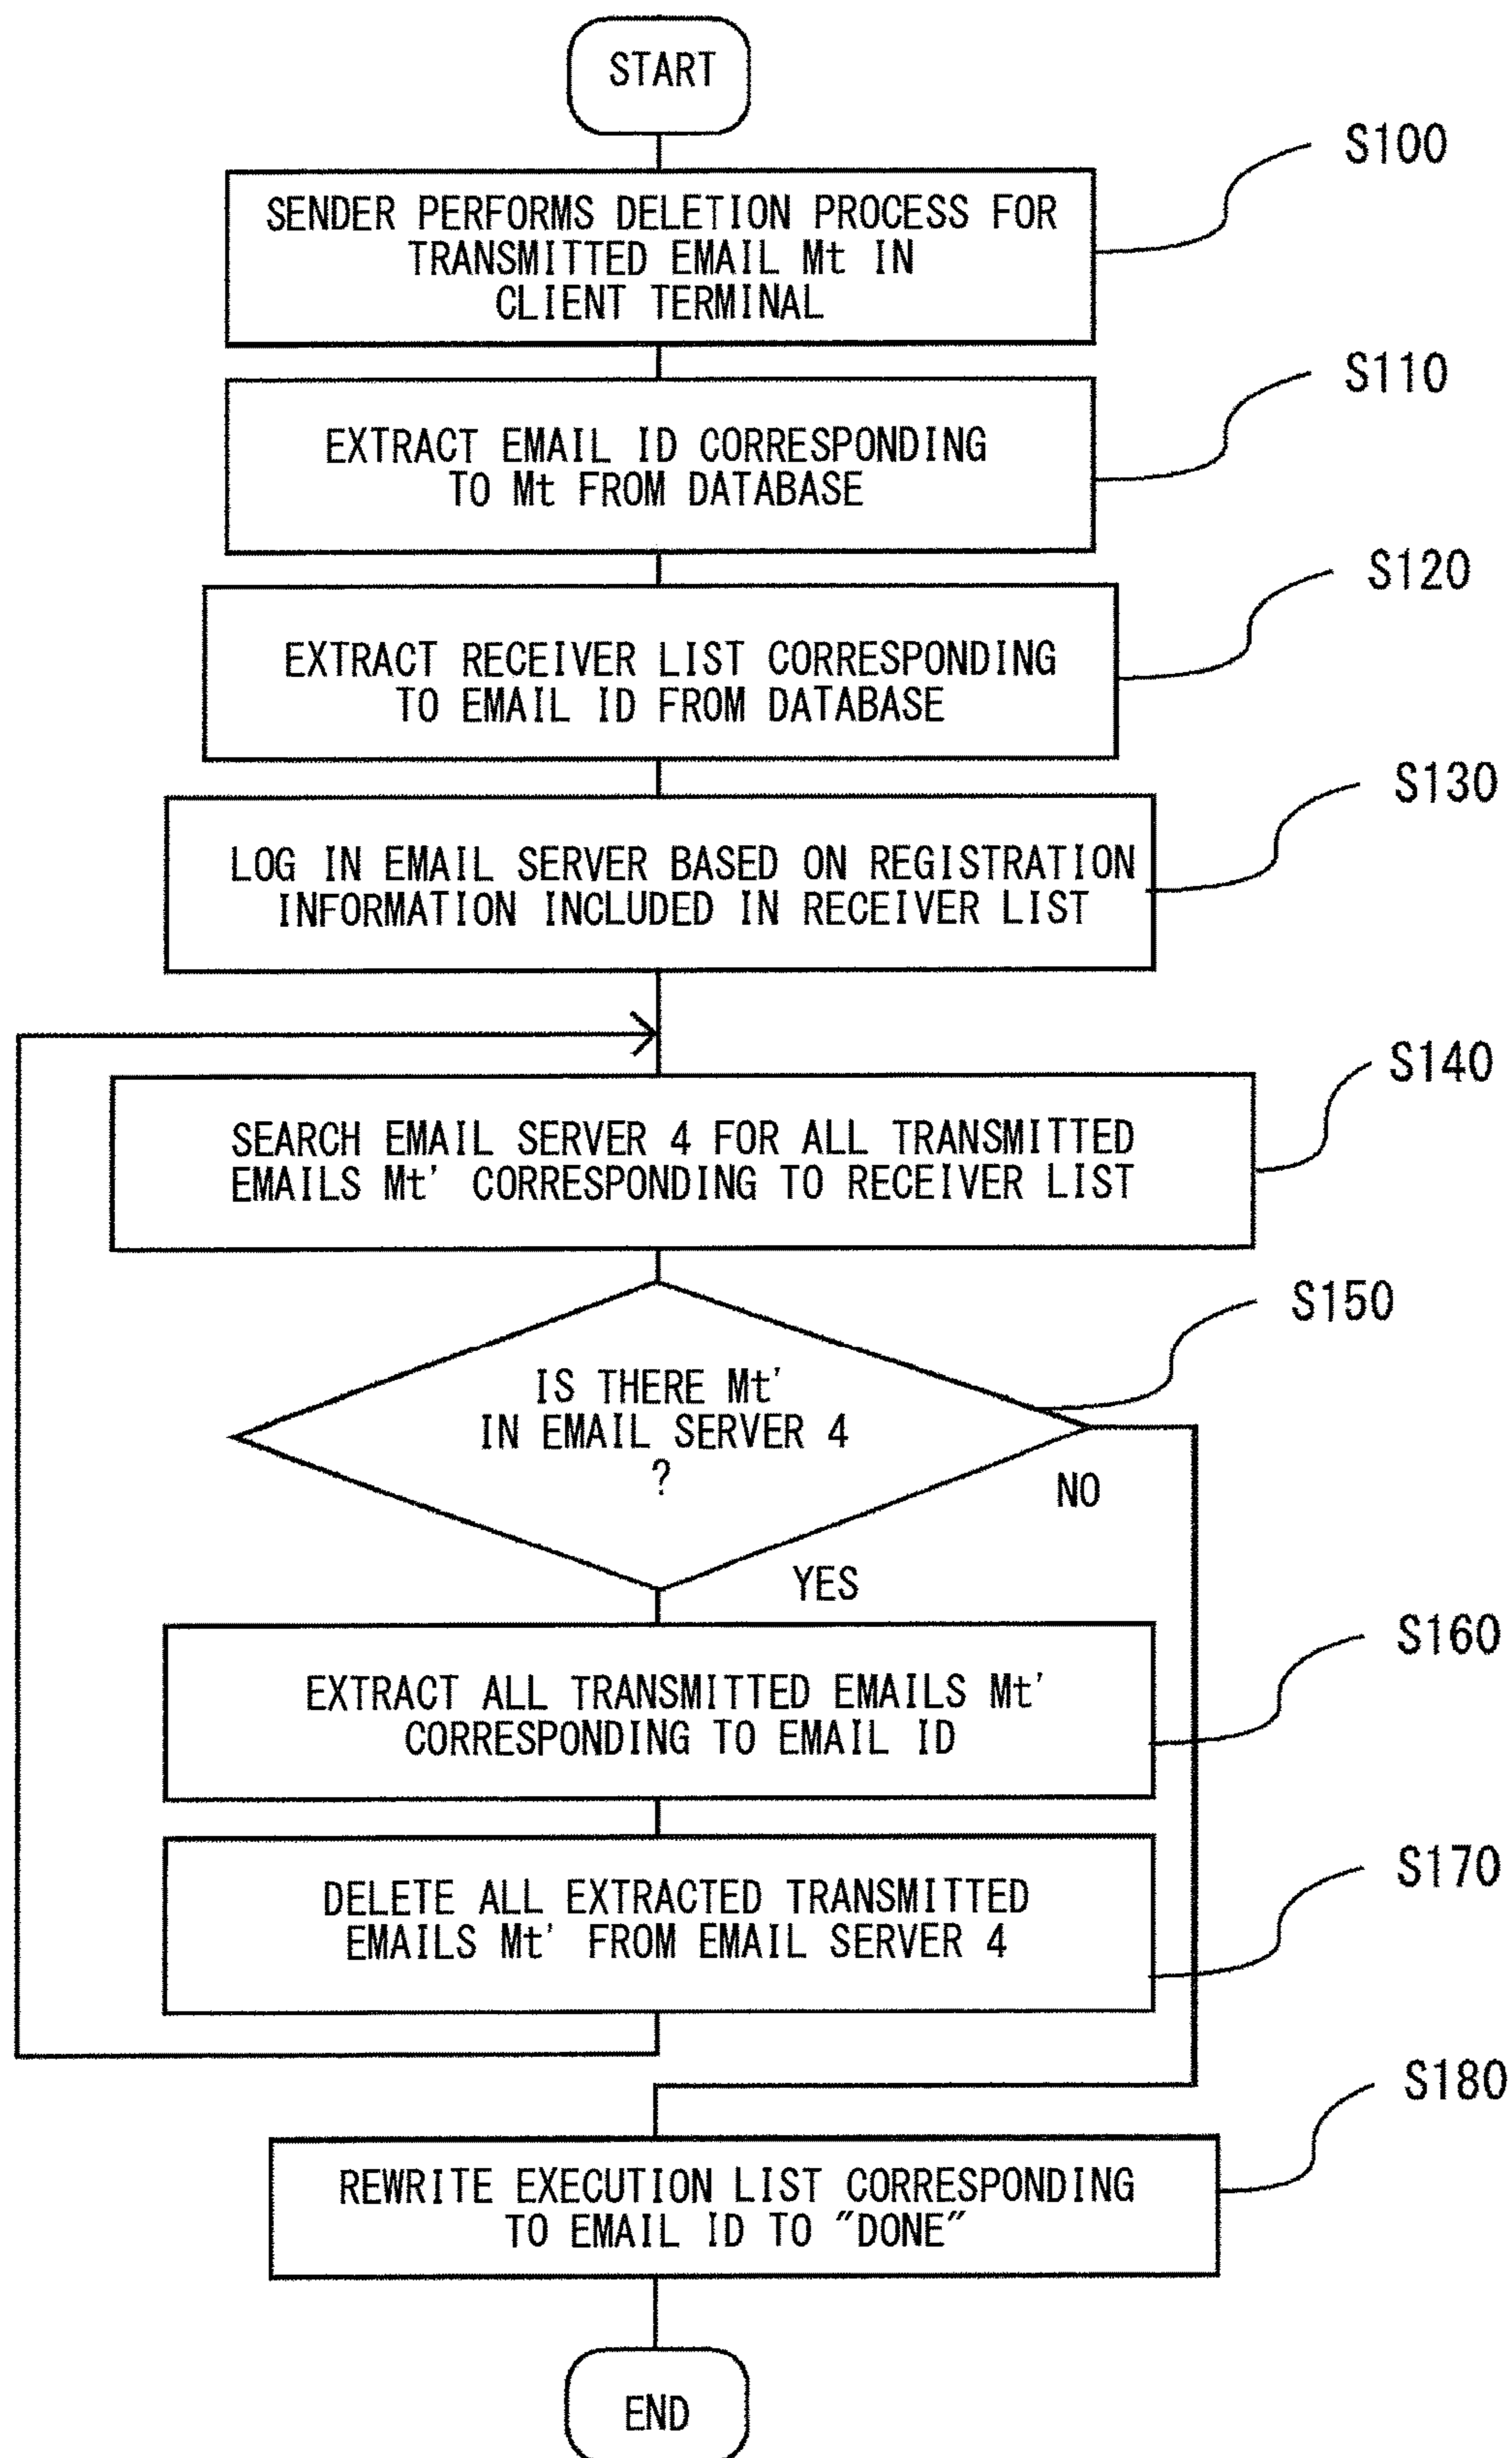 START
S100
SENDER PERFORMS DELETION PROCESS FOR
TRANSMITTED EMAIL Mt IN
CLIENT TERMINAL
S110
EXTRACT EMAIL ID CORRESPONDING
TO Mt FROM DATABASE
S120
EXTRACT RECEIVER LIST CORRESPONDING
TO EMAIL ID FROM DATABASE
S130
LOG IN EMAIL SERVER BASED ON REGISTRATION
INFORMATION INCLUDED IN RECEIVER LIST
S140
SEARCH EMAIL SERVER 4 FOR ALL TRANSMITTED
EMAILS Mt' CORRESPONDING TO RECEIVER LIST
S150
IS THERE Mt'
IN EMAIL SERVER 4
?
NO
YES
S160
EXTRACT ALL TRANSMITTED EMAILS Mt'
CORRESPONDING TO EMAIL ID
S170
DELETE ALL EXTRACTED TRANSMITTED
EMAILS Mt' FROM EMAIL SERVER 4
S180
REWRITE EXECUTION LIST CORRESPONDING
TO EMAIL ID TO "DONE"
END